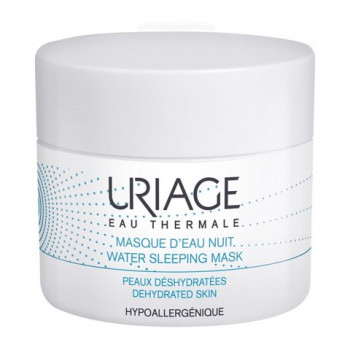 URIAGE
EAU THERMALE
MASQUE D'EAU NUIT
WATER SLEEPING MASK
PEAUX DÉSHYDRATÉES
DEHYDRATED SKIN
HYPOALLERGÉNIQUE